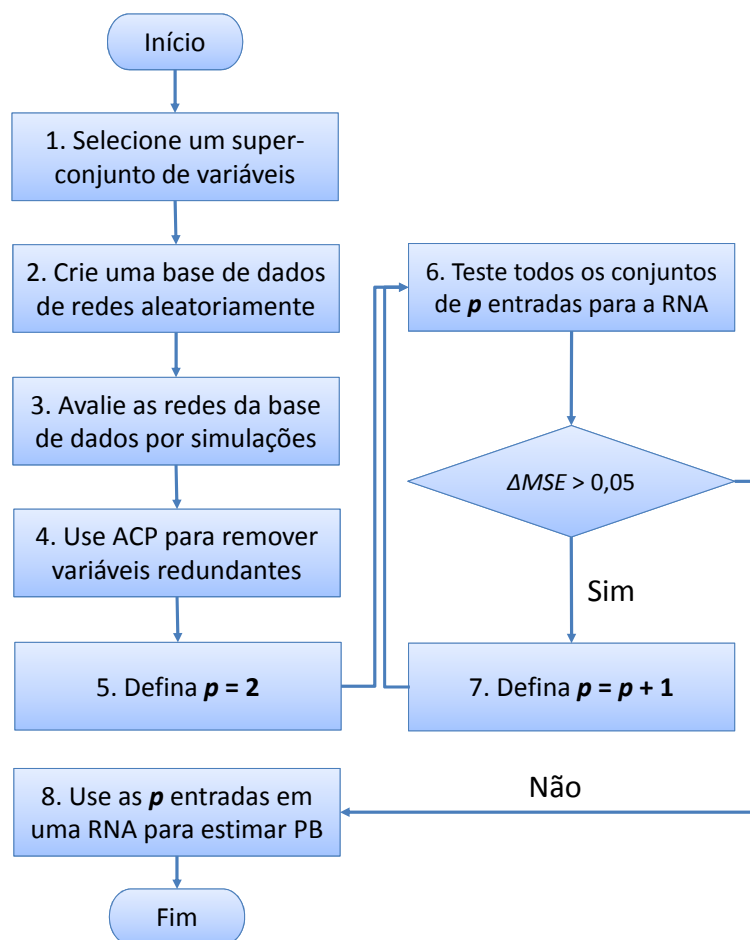 Início
1. Selecione um super-
conjunto de variáveis
2. Crie uma base de dados
de redes aleatoriamente
3. Avalie as redes da base
de dados por simulações
4. Use ACP para remover
variáveis redundantes
5. Defina p = 2
6. Teste todos os conjuntos
de p entradas para a RNA
ΔMSE > 0,05
Sim
7. Defina p = p + 1
Não
8. Use as p entradas em
uma RNA para estimar PB
Fim